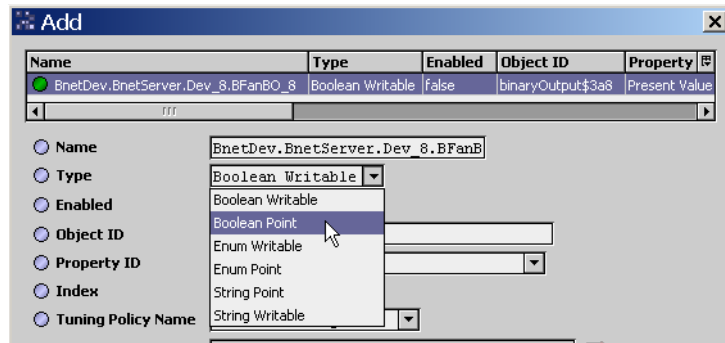 Add
Name Type Enabled Object ID Property
BnetDev.BnetServer.Dev_8.BFanBO_8 Boolean Writable false binaryOutput$3a8 Present Value
Name BnetDev.BnetServer.Dev_8.BFanB
Type Boolean Writable
Enabled Boolean Writable
Boolean Point
Object ID Enum Writable
Property ID Enum Point
Index String Point
Tuning Policy Name String Writable